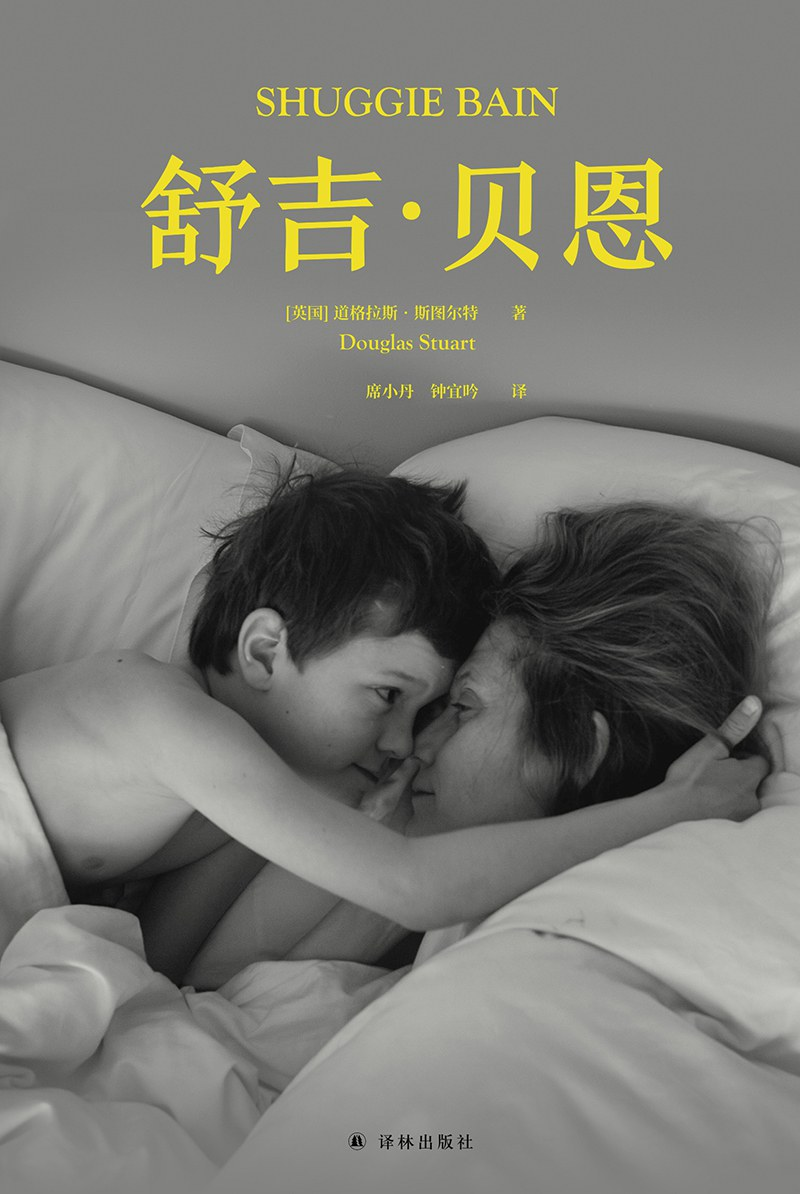 SHUGGIE BAIN
舒吉·贝恩
[英国] 道格拉斯·斯图尔特 著
Douglas Stuart
席小丹 钟宜吟 译
译林出版社